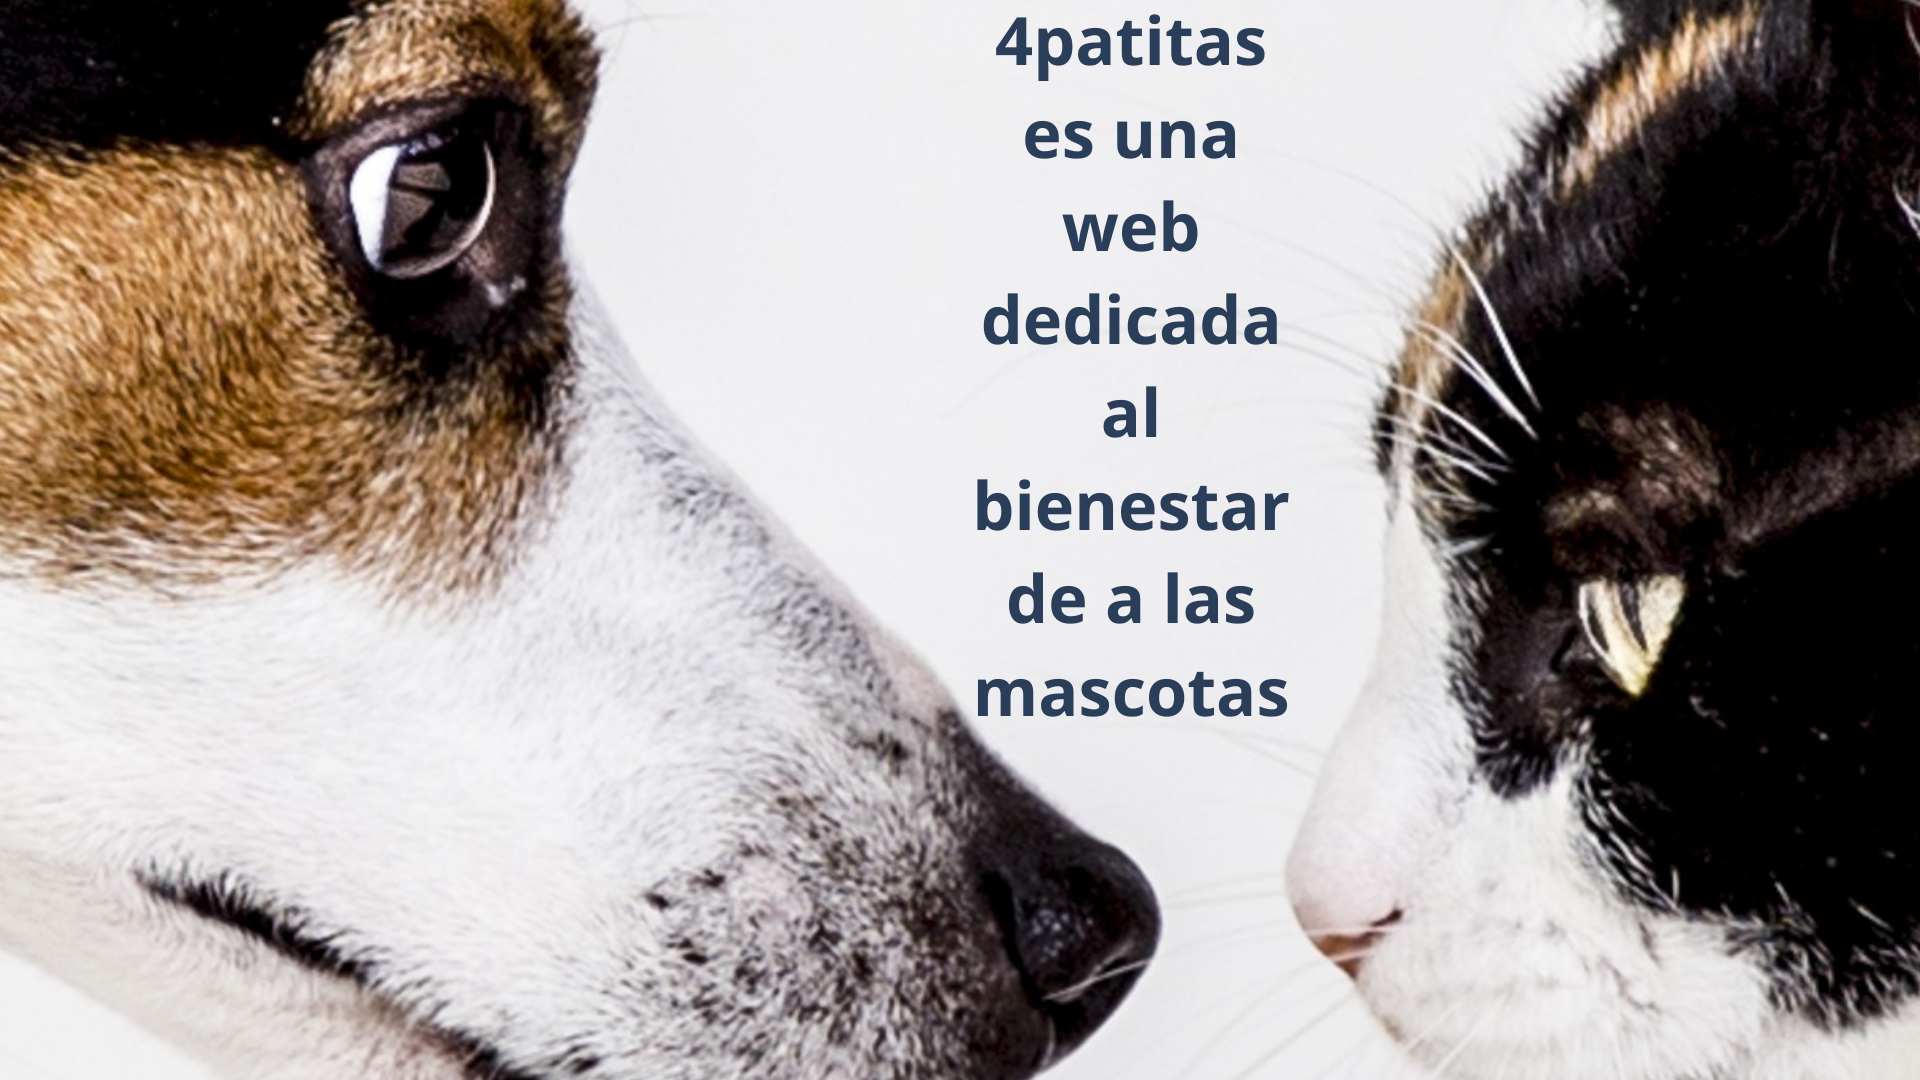 4patitas
es una
web
dedicada
al
bienestar
de a las
mascotas